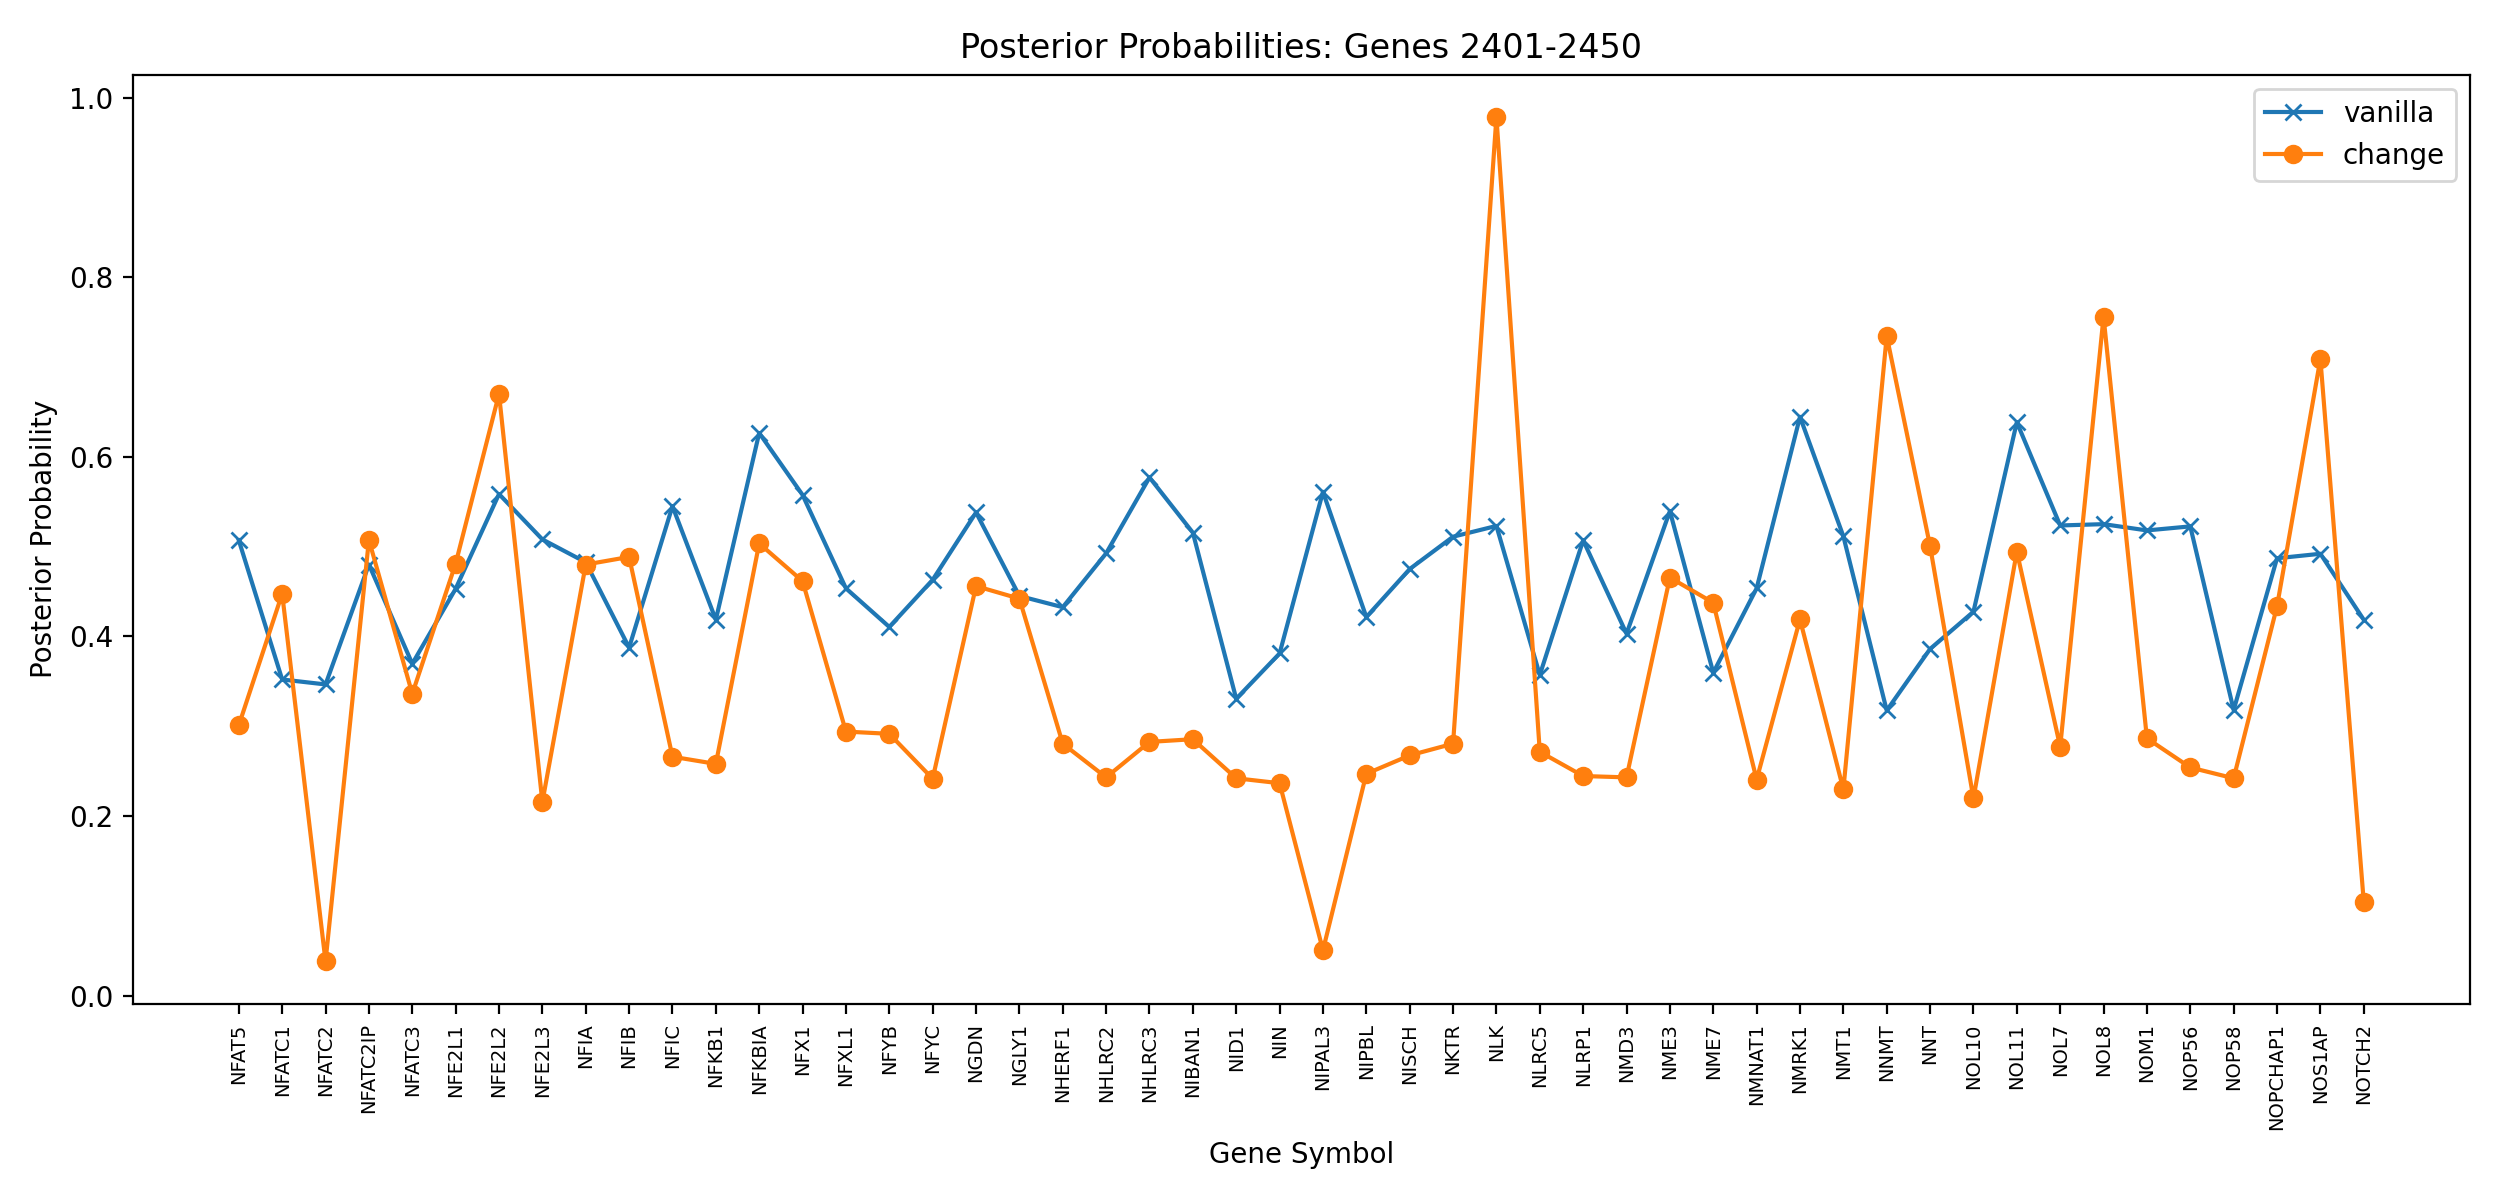 Posterior Probabilities: Genes 2401-2450
1.0
0.8
0.6
0.4
0.2
0.0
Posterior Probability
vanilla
change
NFAT5
NFATC1
NFATC2
NFATC2IP
NFATC3
NFE2L1
NFE2L2
NFE2L3
NFIA
NFIB
NFIC
NFKB1
NFKBIA
NFX1
NFXL1
NFYB
NFYC
NGDN
NGLY1
NHERF1
NHLRC2
NHLRC3
NIBAN1
NID1
NIN
NIPAL3
NIPBL
NISCH
NKTR
NLK
NLRC5
NLRP1
NMD3
NME3
NME7
NMNAT1
NMRK1
NMT1
NNMT
NNT
NOL10
NOL11
NOL7
NOL8
NOM1
NOP56
NOP58
NOPCHAP1
NOS1AP
NOTCH2
Gene Symbol